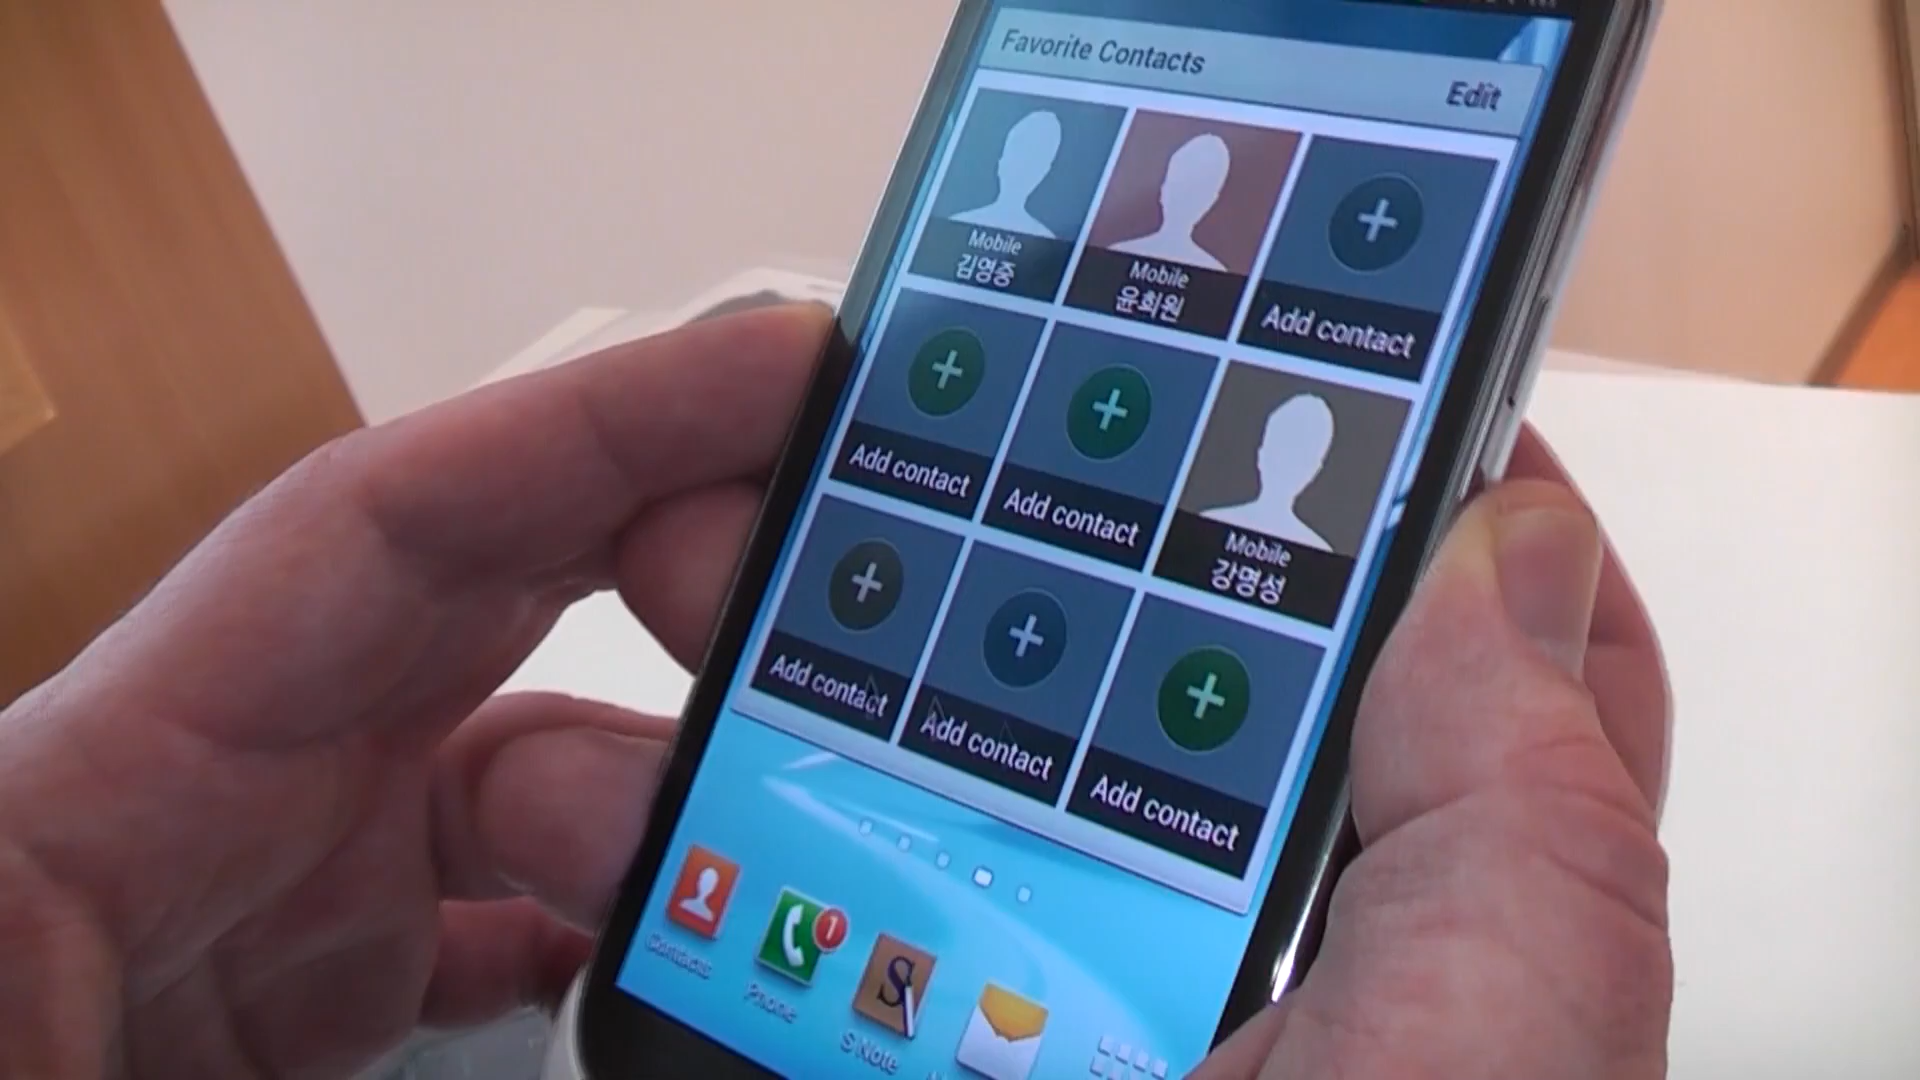 Favorite Contacts
Edit
Mobile
김영중
Mobile
윤희원
Add contact
Add contact
Add contact
Mobile
강명성
Add contact
Add contact
Add contact
Contacts
Phone
1
S
S Note